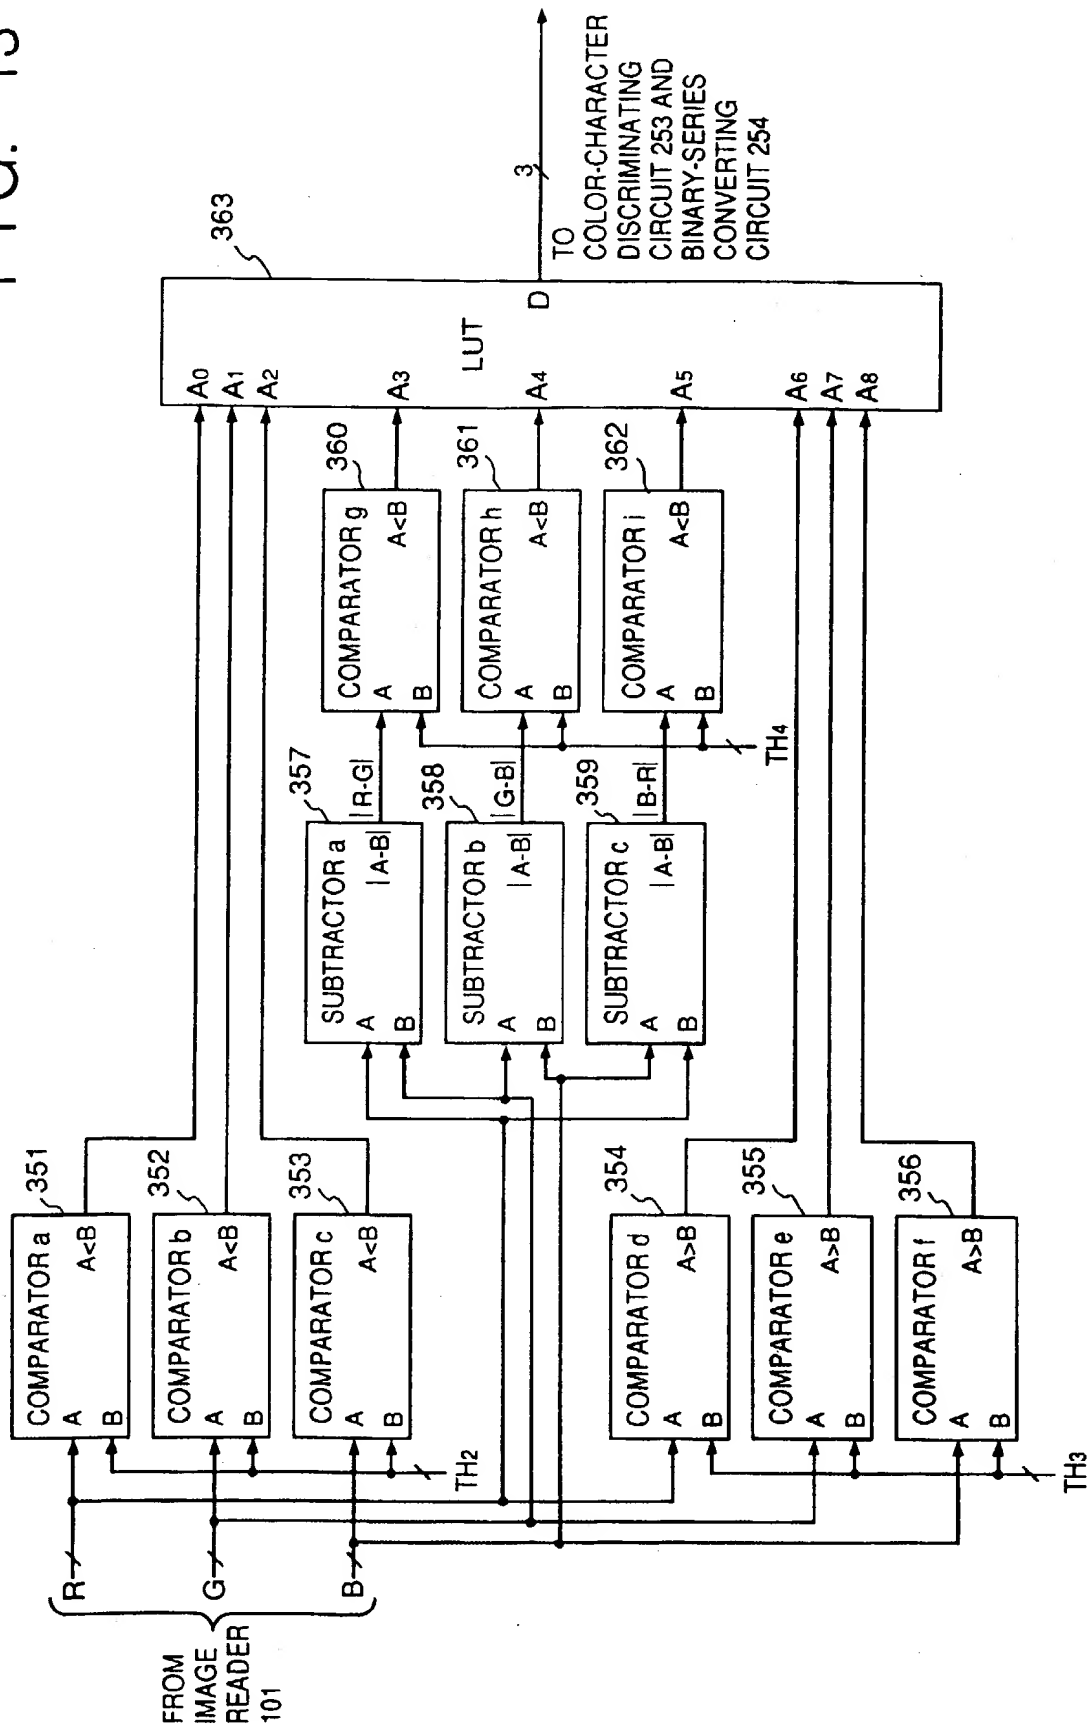 FIG. 13
FROM
IMAGE
READER
101
R
G
B
COMPARATOR a
A
B
A<B
351
COMPARATOR b
A
B
A<B
352
COMPARATOR c
A
B
A<B
353
TH2
COMPARATOR d
A
B
A>B
354
COMPARATOR e
A
B
A>B
355
COMPARATOR f
A
B
A>B
356
TH3
SUBTRACTOR a
A
B
|A-B|
357
|R-G|
SUBTRACTOR b
A
B
|A-B|
358
|G-B|
SUBTRACTOR c
A
B
|A-B|
359
|B-R|
COMPARATOR g
A
B
A<B
360
COMPARATOR h
A
B
A<B
361
COMPARATOR i
A
B
A<B
362
TH4
A0
A1
A2
A3
A4
A5
A6
A7
A8
LUT
D
363
3
TO
COLOR-CHARACTER
DISCRIMINATING
CIRCUIT 253 AND
BINARY-SERIES
CONVERTING
CIRCUIT 254